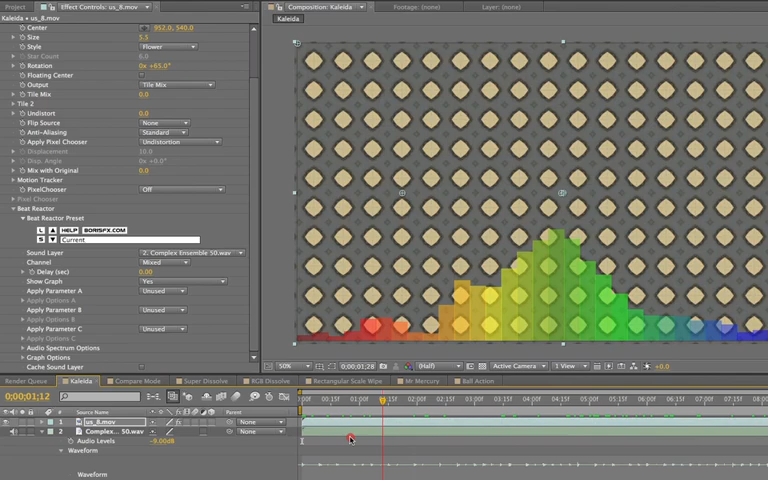 Project × Effect Controls: us_8.mov
Kaleida • us_8.mov
Center 952.0, 540.0
Size 5.5
Style Flower
Star Count 6.0
Rotation 0x +65.0°
Floating Center
Output Tile Mix
Tile Mix 0.0
Tile 2
Undistort 0.0
Flip Source None
Anti-Aliasing Standard
Apply Pixel Chooser Undistortion
Displacement 10.0
Disp. Angle 0x +0.0°
Mix with Original 0.0
Motion Tracker
PixelChooser Off
Pixel Chooser
Beat Reactor
Beat Reactor Preset
L HELP BORISFX.COM
S Current
Sound Layer 2. Complex Ensemble 50.wav
Channel Mixed
Delay (sec) 0.00
Show Graph Yes
Apply Parameter A Unused
Apply Options A
Apply Parameter B Unused
Apply Options B
Apply Parameter C Unused
Apply Options C
Audio Spectrum Options
Graph Options
Cache Sound Layer
Composition: Kaleida Footage: (none) Layer: (none)
Kaleida
50% 0;00;01;28 (Half) Active Camera 1 View +0.0
Render Queue Kaleida Compare Mode Super Dissolve RGB Dissolve Rectangular Scale Wipe Mr Mercury Ball Action
0;00;01;12
# Source Name Parent
:00f 00:15f 01:00f 01:15f 02:00f 02:15f 03:00f 03:15f 04:00f 04:15f 05:00f 05:15f 06:00f 06:15f 07:00f 07:15f 08:00
1 us_8.mov None
2 Complex... 50.wav None
Audio Levels -9.00dB
Waveform
Waveform